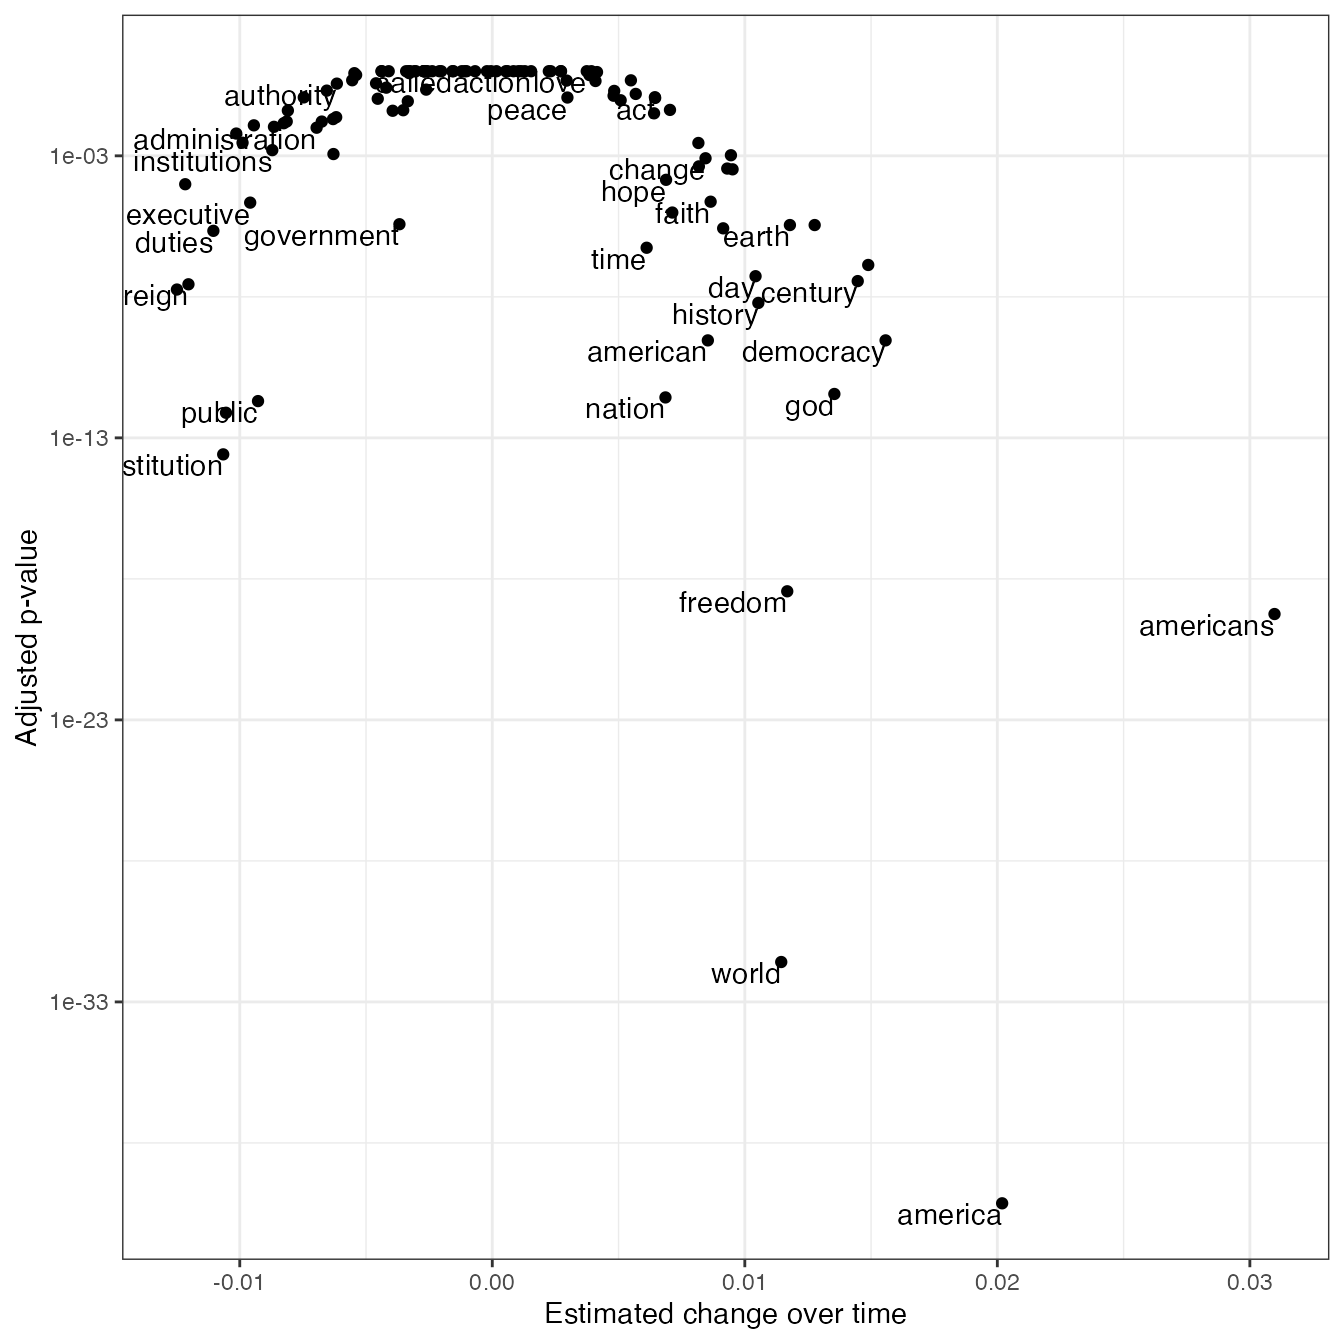 authority
action
love
peace
act
administration
1e-03
institutions
change
hope
executive
faith
duties
government
earth
time
reign
day
century
history
american
democracy
public
nation
god
1e-13
stitution
freedom
americans
1e-23
world
1e-33
america
Adjusted p-value
-0.01
0.00
0.01
0.02
0.03
Estimated change over time